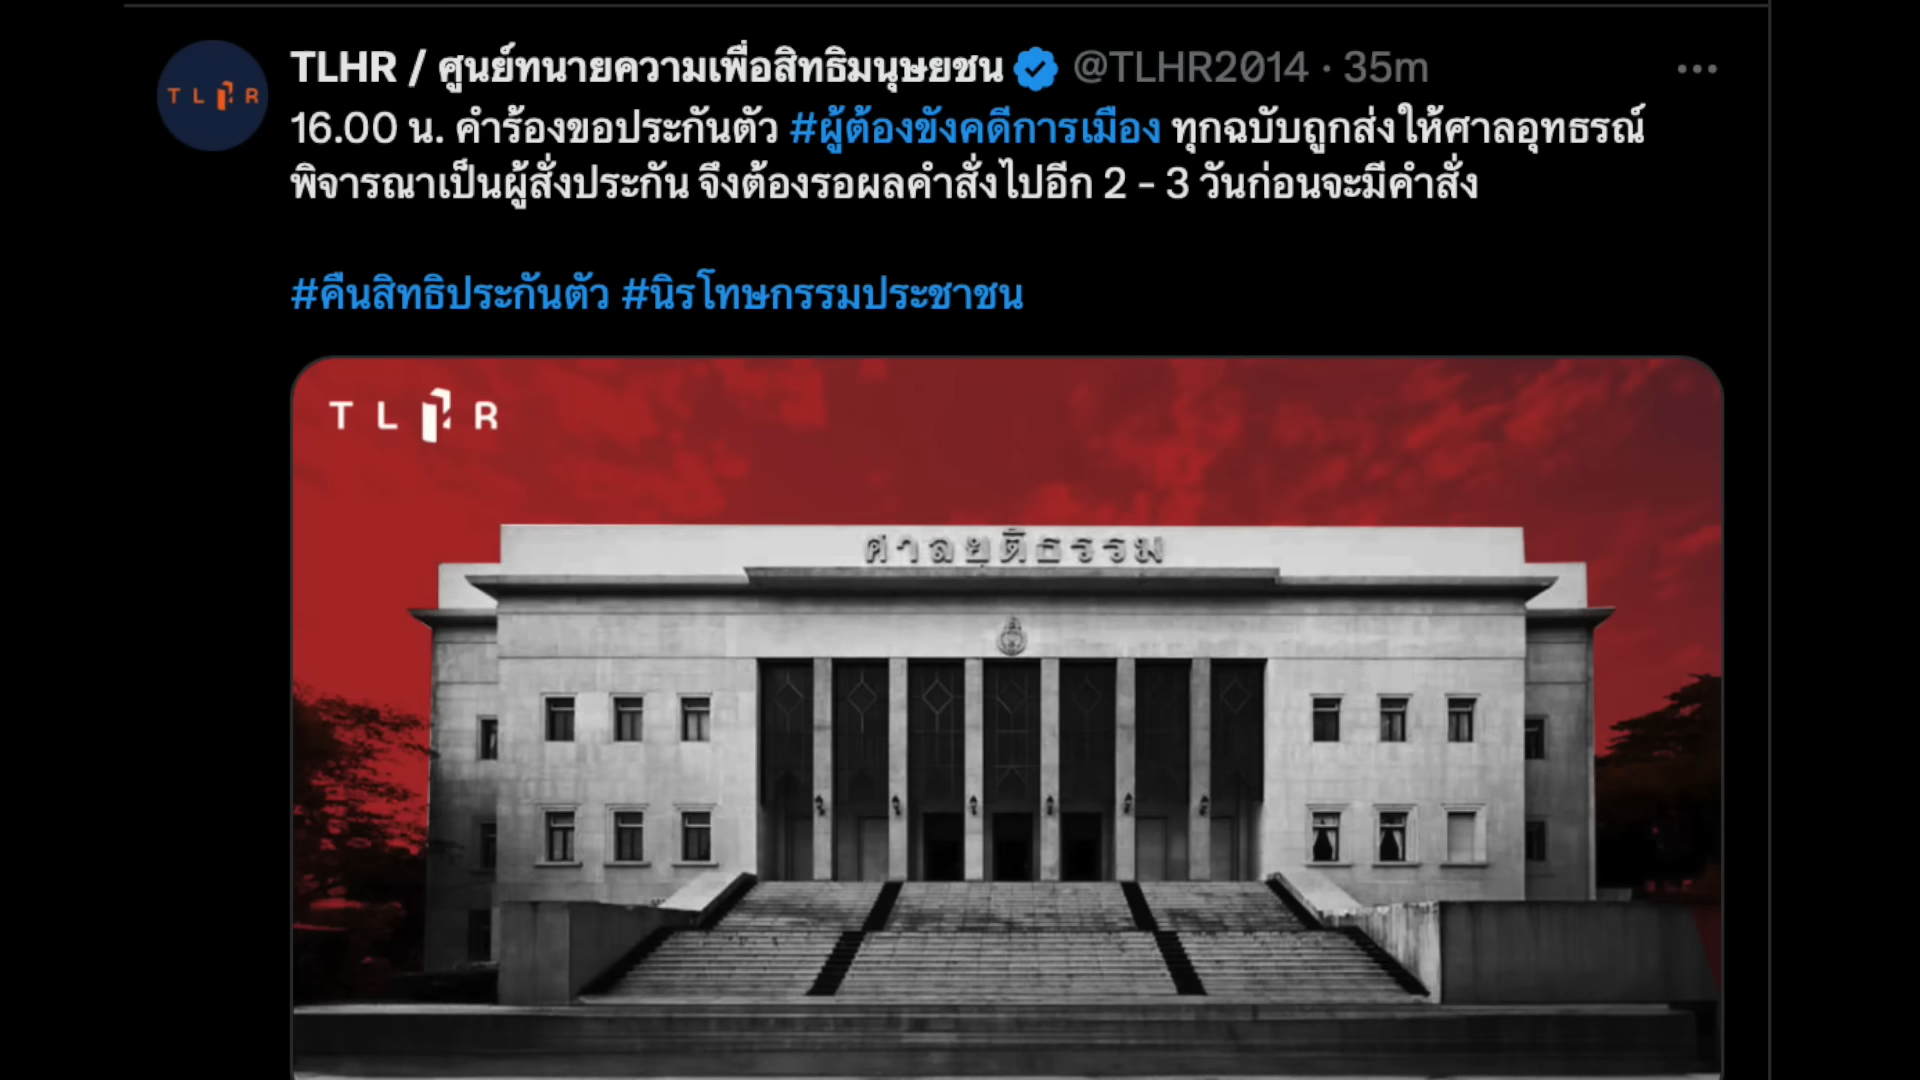 TLHR
TLHR / ศูนย์ทนายความเพื่อสิทธิมนุษยชน @TLHR2014 · 35m
16.00 น. คำร้องขอประกันตัว #ผู้ต้องขังคดีการเมือง ทุกฉบับถูกส่งให้ศาลอุทธรณ์
พิจารณาเป็นผู้สั่งประกัน จึงต้องรอผลคำสั่งไปอีก 2 - 3 วันก่อนจะมีคำสั่ง
#คืนสิทธิประกันตัว #นิรโทษกรรมประชาชน
TLHR
ศาลยุติธรรม